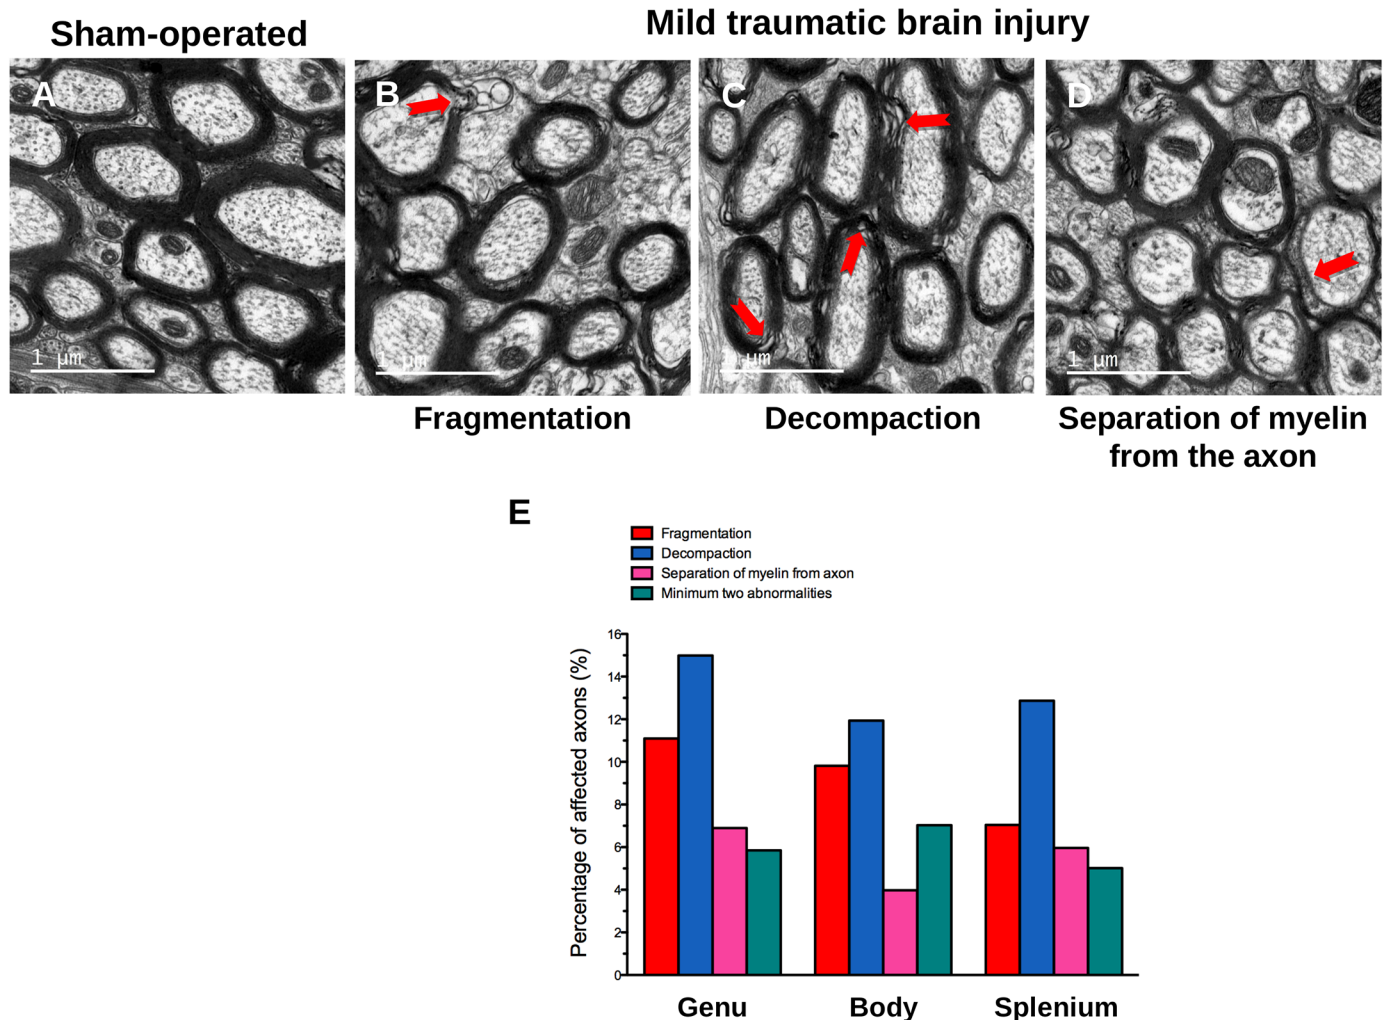 Sham-operated
Mild traumatic brain injury
A
B
C
D
1 µm
1 µm
1 µm
1 µm
Fragmentation
Decompaction
Separation of myelin
from the axon
E
Fragmentation
Decompaction
Separation of myelin from axon
Minimum two abnormalities
Percentage of affected axons (%)
16
14
12
10
8
6
4
2
0
Genu
Body
Splenium